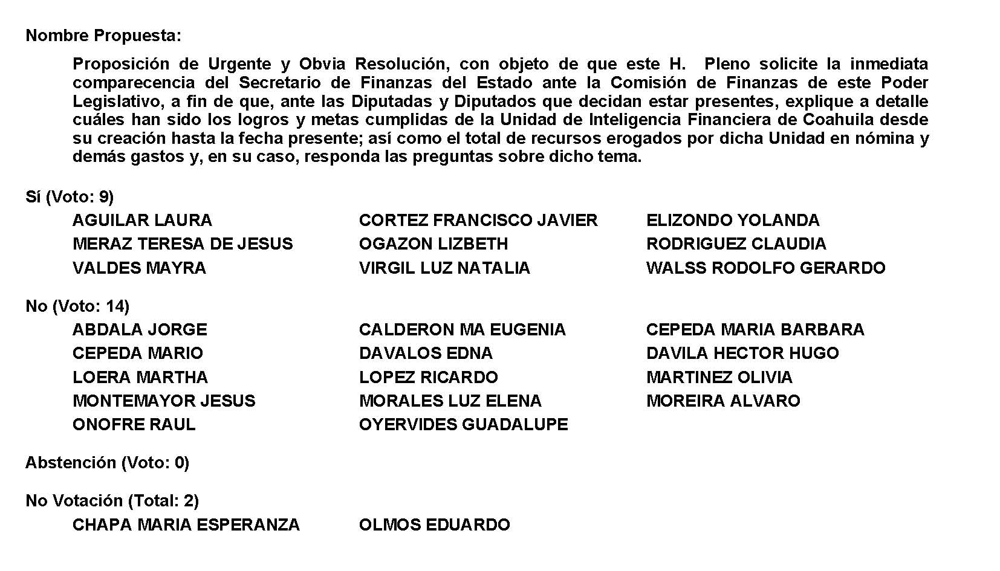 Nombre Propuesta:
Proposición de Urgente y Obvia Resolución, con objeto de que este H. Pleno solicite la inmediata
comparecencia del Secretario de Finanzas del Estado ante la Comisión de Finanzas de este Poder
Legislativo, a fin de que, ante las Diputadas y Diputados que decidan estar presentes, explique a detalle
cuáles han sido los logros y metas cumplidas de la Unidad de Inteligencia Financiera de Coahuila desde
su creación hasta la fecha presente; así como el total de recursos erogados por dicha Unidad en nómina y
demás gastos y, en su caso, responda las preguntas sobre dicho tema.
Sí (Voto: 9)
AGUILAR LAURA CORTEZ FRANCISCO JAVIER ELIZONDO YOLANDA
MERAZ TERESA DE JESUS OGAZON LIZBETH RODRIGUEZ CLAUDIA
VALDES MAYRA VIRGIL LUZ NATALIA WALSS RODOLFO GERARDO
No (Voto: 14)
ABDALA JORGE CALDERON MA EUGENIA CEPEDA MARIA BARBARA
CEPEDA MARIO DAVALOS EDNA DAVILA HECTOR HUGO
LOERA MARTHA LOPEZ RICARDO MARTINEZ OLIVIA
MONTEMAYOR JESUS MORALES LUZ ELENA MOREIRA ALVARO
ONOFRE RAUL OYERVIDES GUADALUPE
Abstención (Voto: 0)
No Votación (Total: 2)
CHAPA MARIA ESPERANZA OLMOS EDUARDO